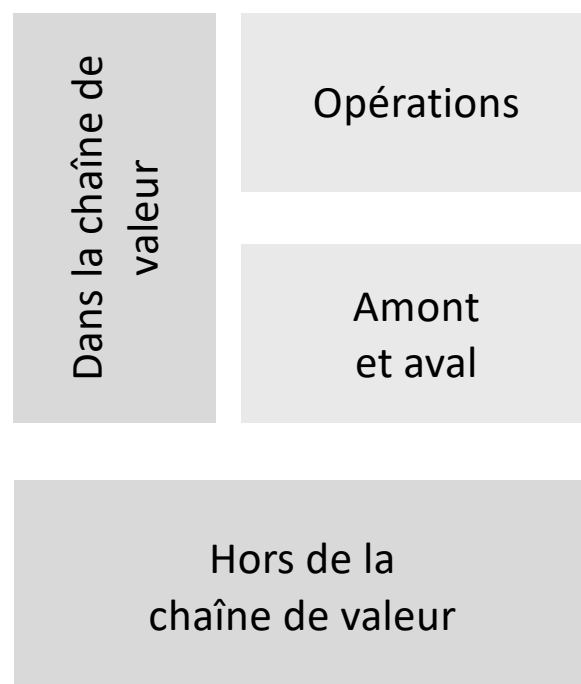 Dans la chaîne de
valeur
Opérations
Amont
et aval
Hors de la
chaîne de valeur